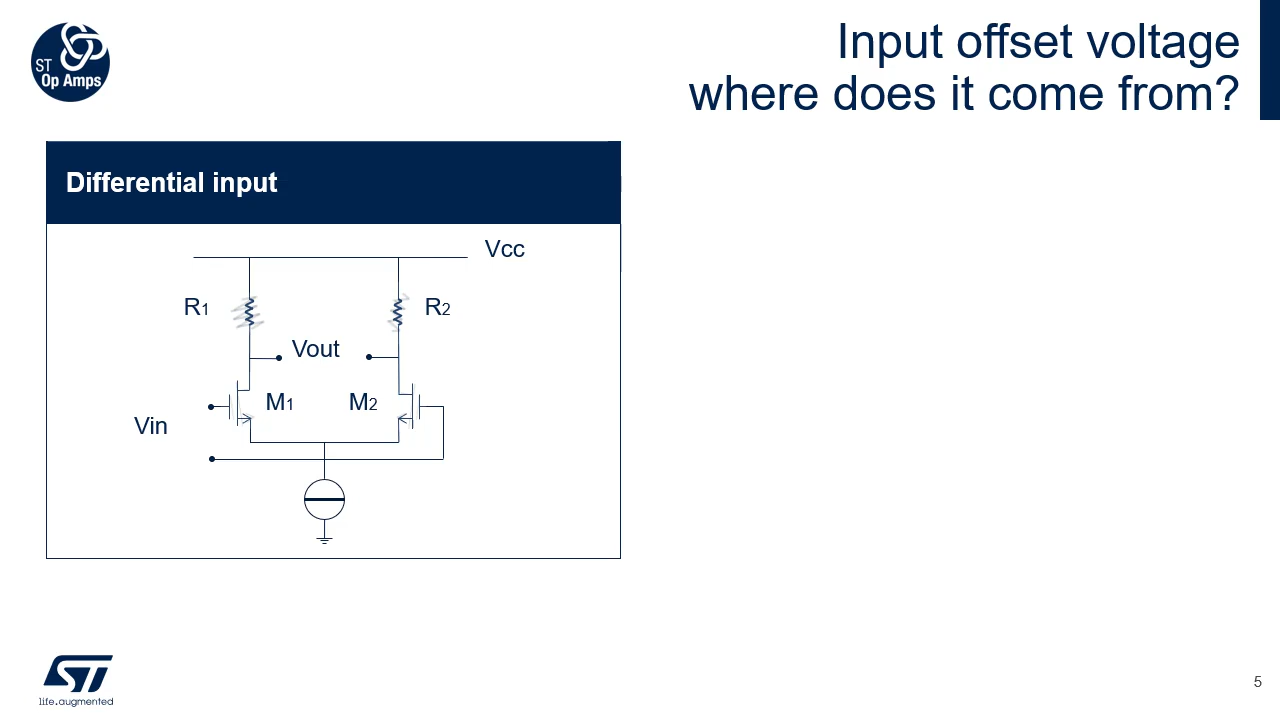 ST
Op Amps
Input offset voltage
where does it come from?
Differential input
Vcc
R1
R2
Vout
M1
M2
Vin
ST
life.augmented
5